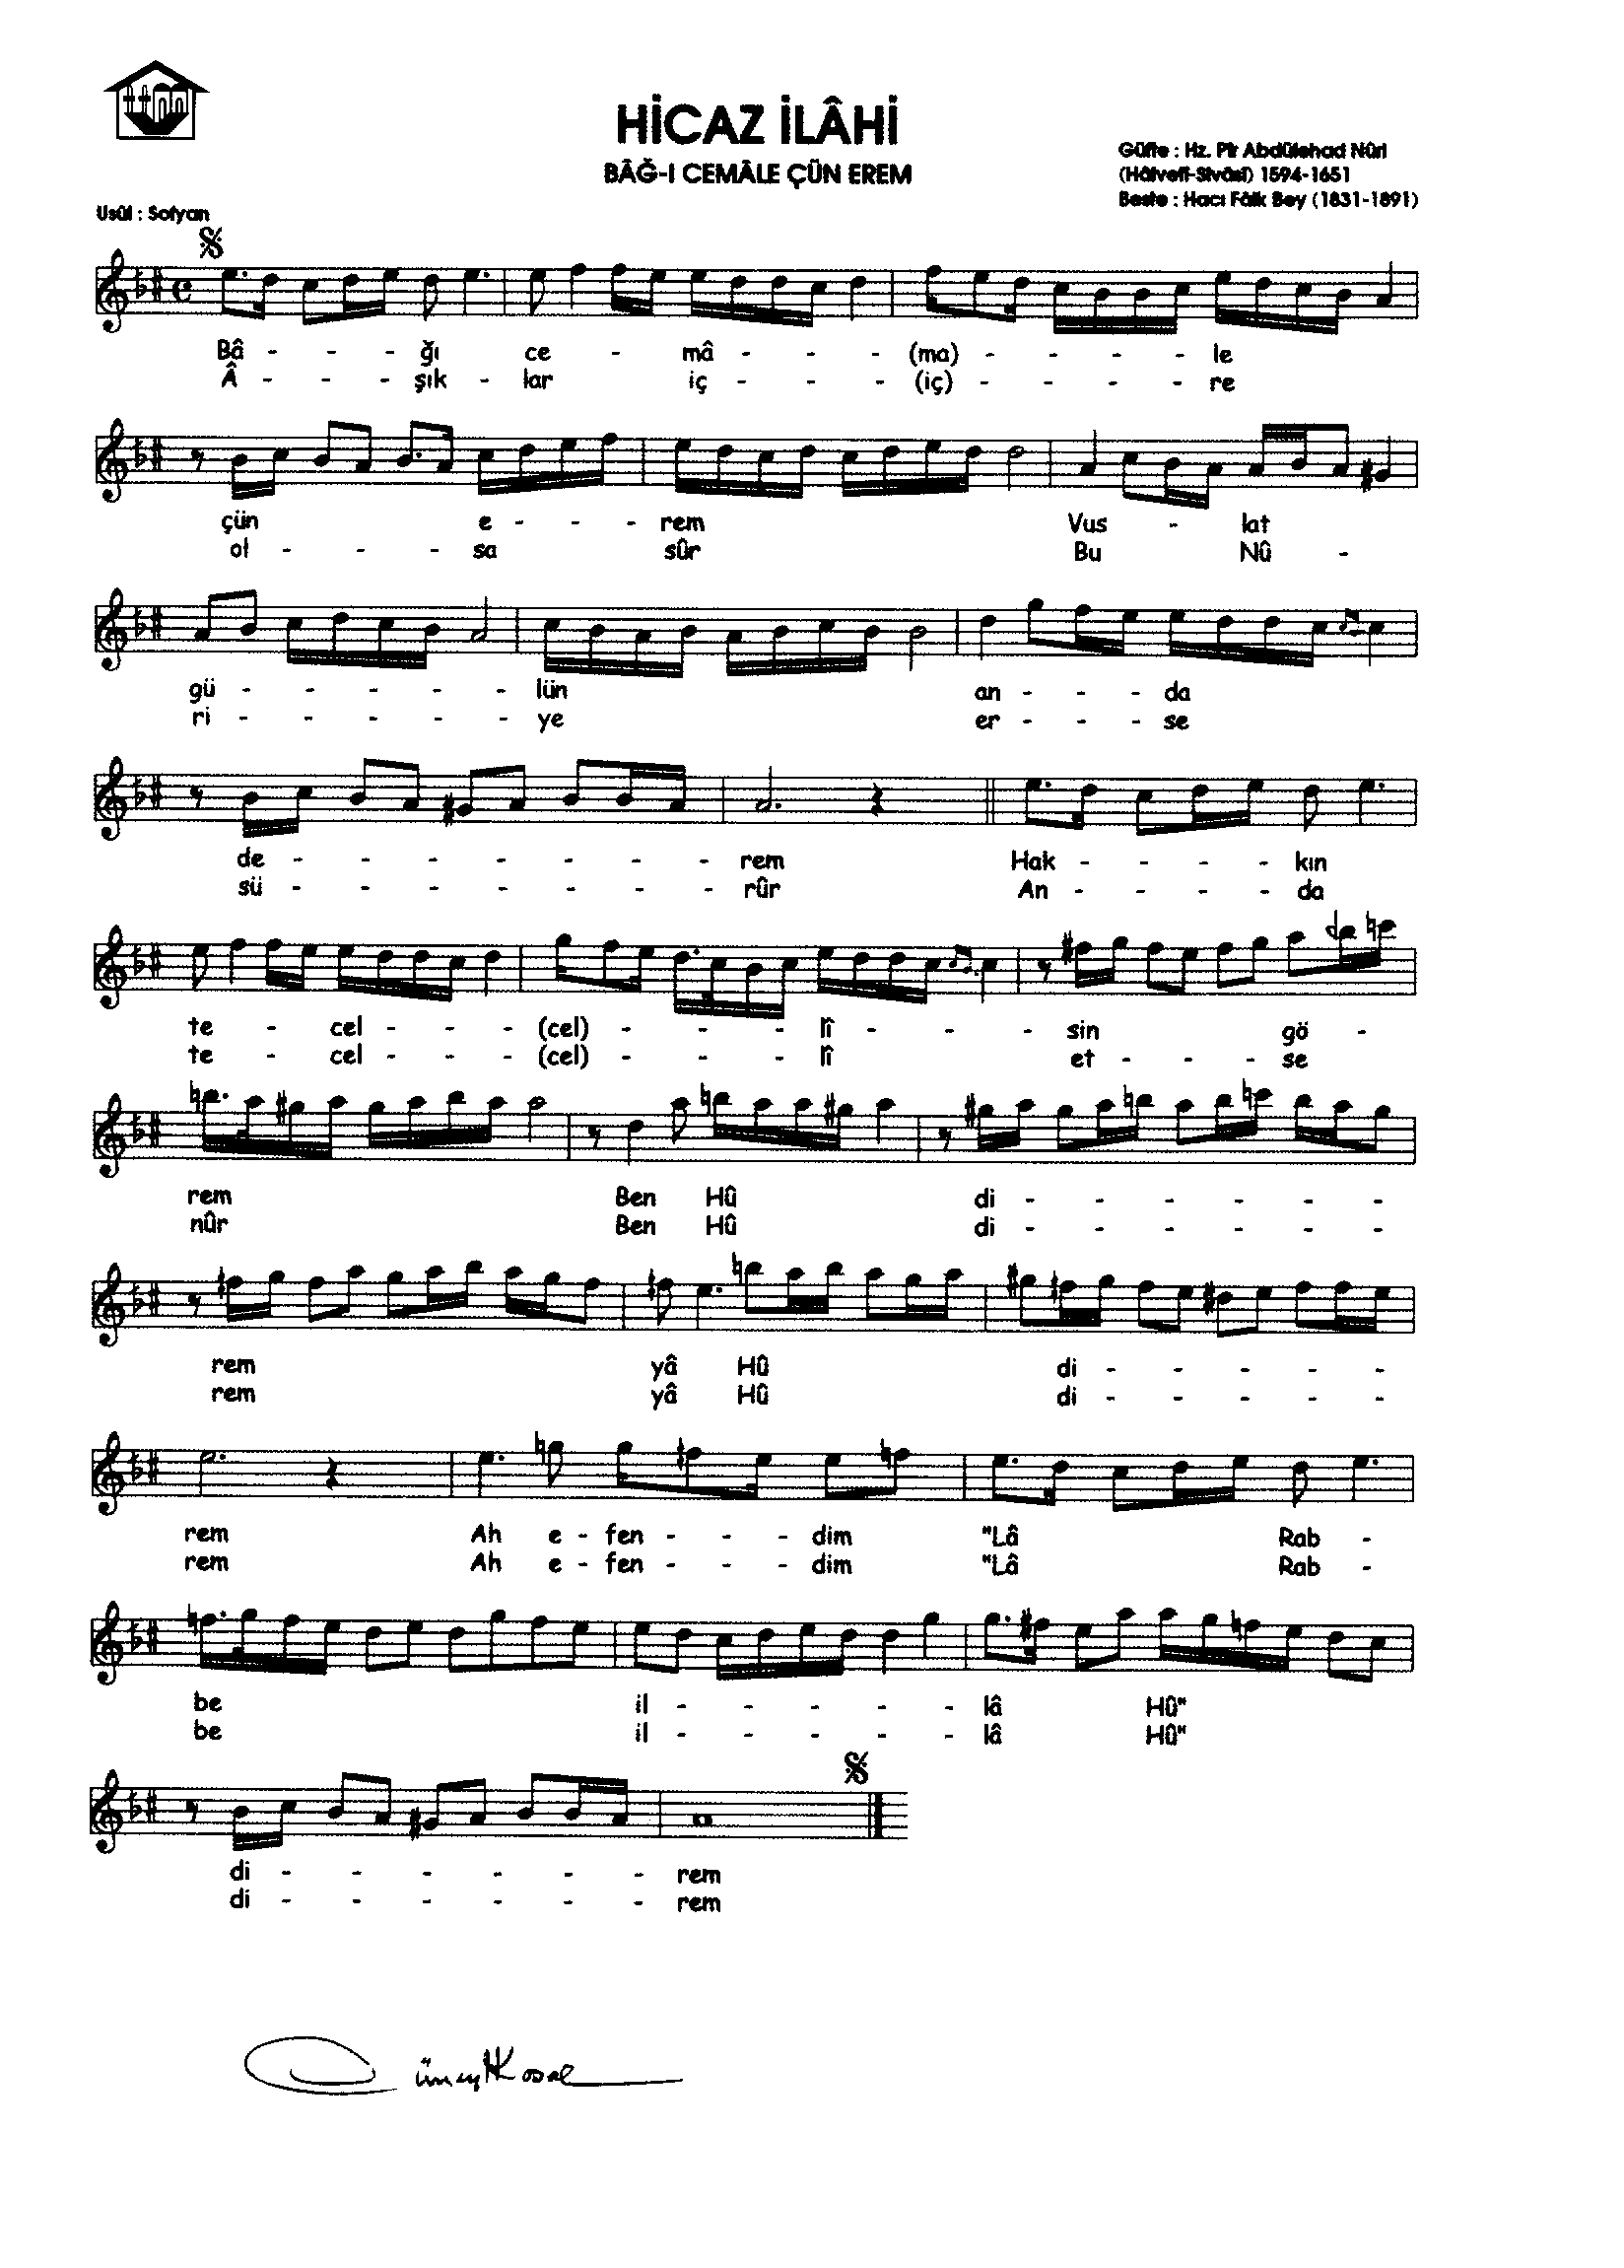 HİCAZ İLÂHİ
BÂĞ-I CEMÂLE ÇÜN EREM
Güfte : Hz. Pîr Abdülehad Nûri
(Halvetî-Sivâsî) 1594-1651
Beste : Hacı Fâik Bey (1831-1891)
Usûl : Sofyan
Bâ - - - ğı ce - mâ - - - (ma) - - - - le
 - - - şık - lar iç - - - (iç) - - - - re
çün e - - - rem Vus - lat
ol - - - sa sûr Bu Nû -
gü - - - - - lün an - - - da
ri - - - - - ye er - - - se
de - - - - - - - rem Hak - - - - kın
sü - - - - - - - rûr An - - - - da
te - cel - - - (cel) - - - lî - - - - sin gö -
te - cel - - - (cel) - - - lî et - - - se
rem Ben Hû di - - - - - -
nûr Ben Hû di - - - - - -
rem yâ Hû di - - - - -
rem yâ Hû di - - - - -
rem Ah e - fen - - - dim "Lâ Rab -
rem Ah e - fen - - - dim "Lâ Rab -
be il - - - - - lâ Hû"
be il - - - - - lâ Hû"
di - - - - - - rem
di - - - - - - rem